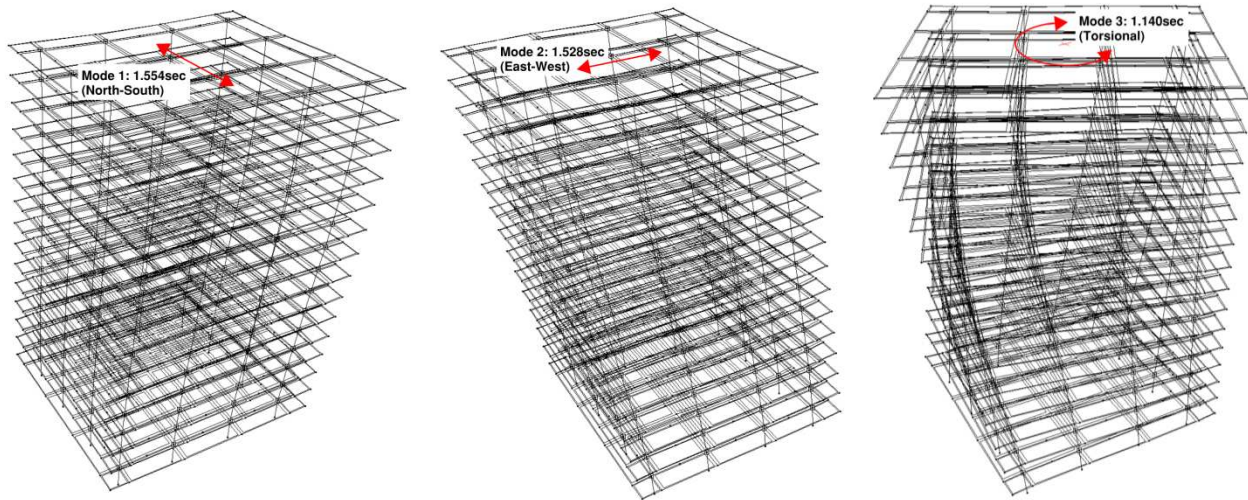 Mode 1: 1.554sec
(North-South)
Mode 2: 1.528sec
(East-West)
Mode 3: 1.140sec
(Torsional)